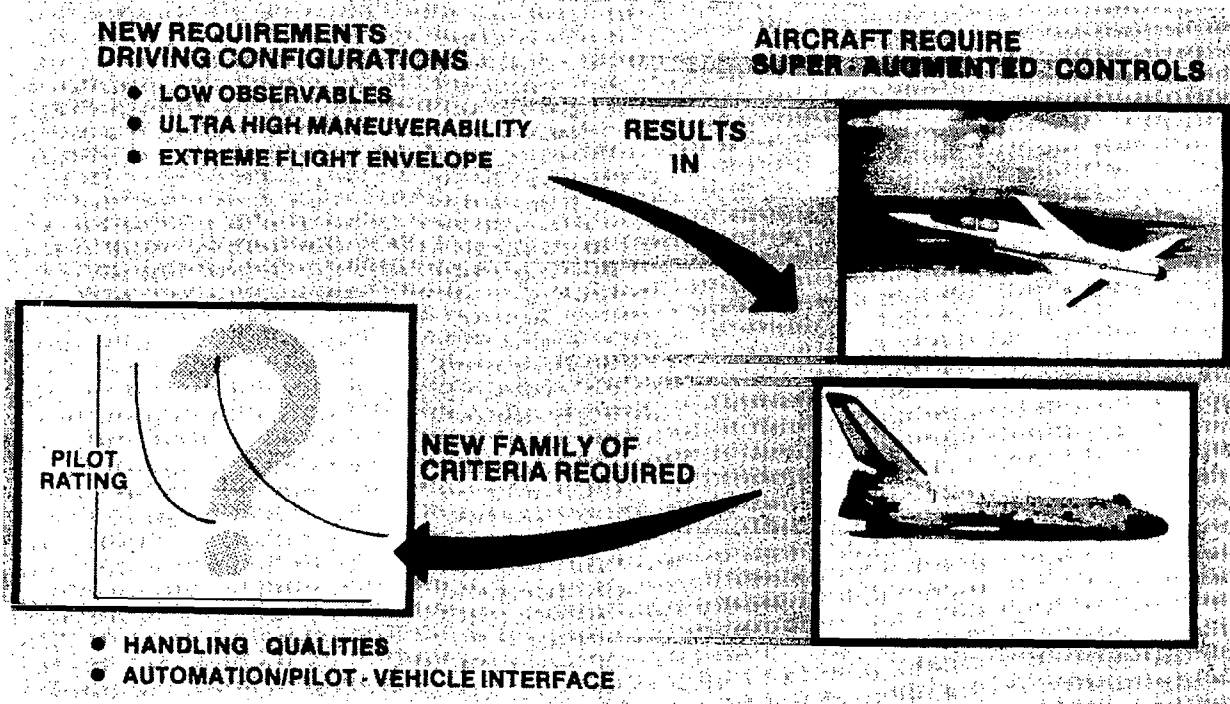 NEW REQUIREMENTS
DRIVING CONFIGURATIONS
● LOW OBSERVABLES
● ULTRA HIGH MANEUVERABILITY
● EXTREME FLIGHT ENVELOPE
RESULTS
IN
AIRCRAFT REQUIRE
SUPER-AUGMENTED CONTROLS
PILOT
RATING
NEW FAMILY OF
CRITERIA REQUIRED
● HANDLING QUALITIES
● AUTOMATION/PILOT-VEHICLE INTERFACE